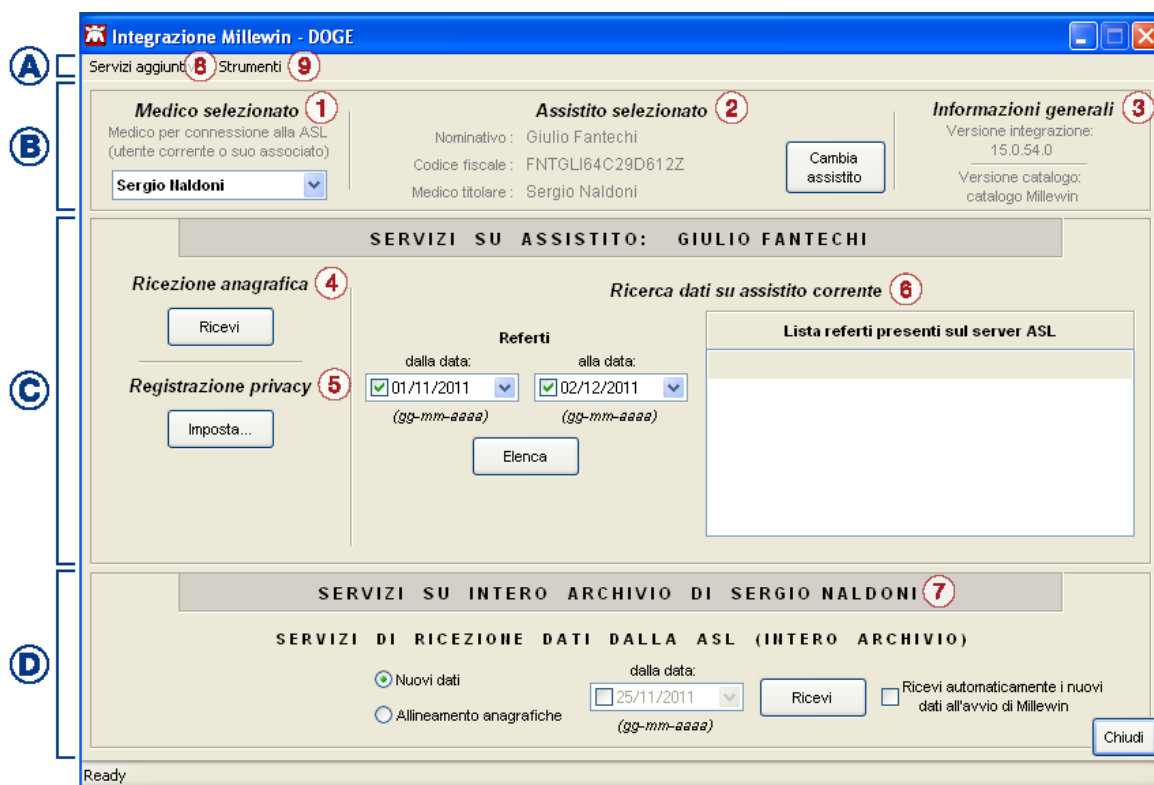 Integrazione Millewin - DOGE
A
Servizi aggiuntiv 8 Strumenti 9
B
Medico selezionato 1
Medico per connessione alla ASL
(utente corrente o suo associato)
Sergio Naldoni
Assistito selezionato 2
Nominativo : Giulio Fantechi
Codice fiscale : FNTGLI64C29D612Z
Medico titolare : Sergio Naldoni
Cambia
assistito
Informazioni generali 3
Versione integrazione:
15.0.54.0
Versione catalogo:
catalogo Millewin
C
SERVIZI SU ASSISTITO: GIULIO FANTECHI
Ricezione anagrafica 4
Ricevi
Registrazione privacy 5
Imposta...
Ricerca dati su assistito corrente 6
Referti
dalla data: alla data:
01/11/2011 02/12/2011
(gg-mm-aaaa) (gg-mm-aaaa)
Elenca
Lista referti presenti sul server ASL
D
SERVIZI SU INTERO ARCHIVIO DI SERGIO NALDONI 7
SERVIZI DI RICEZIONE DATI DALLA ASL (INTERO ARCHIVIO)
Nuovi dati
Allineamento anagrafiche
dalla data:
25/11/2011
(gg-mm-aaaa)
Ricevi
Ricevi automaticamente i nuovi
dati all'avvio di Millewin
Chiudi
Ready